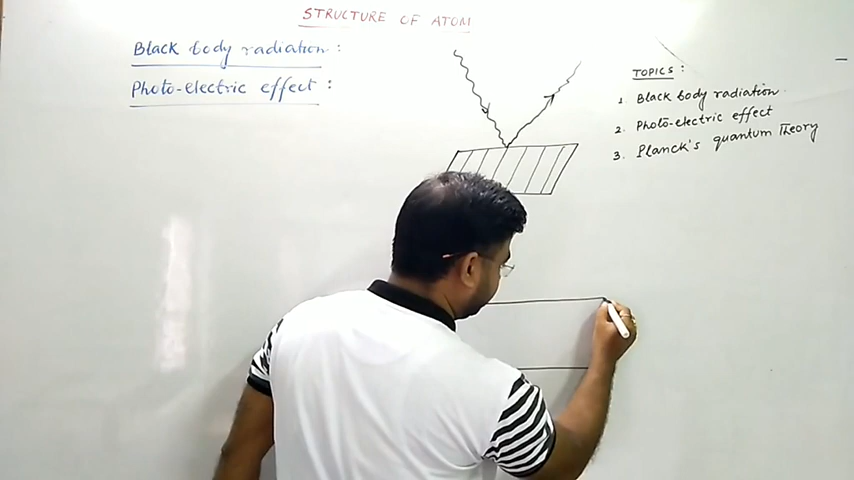 STRUCTURE OF ATOM
Black body radiation :
Photo-electric effect :
TOPICS :
1. Black body radiation.
2. Photo-electric effect
3. Planck's quantum Theory